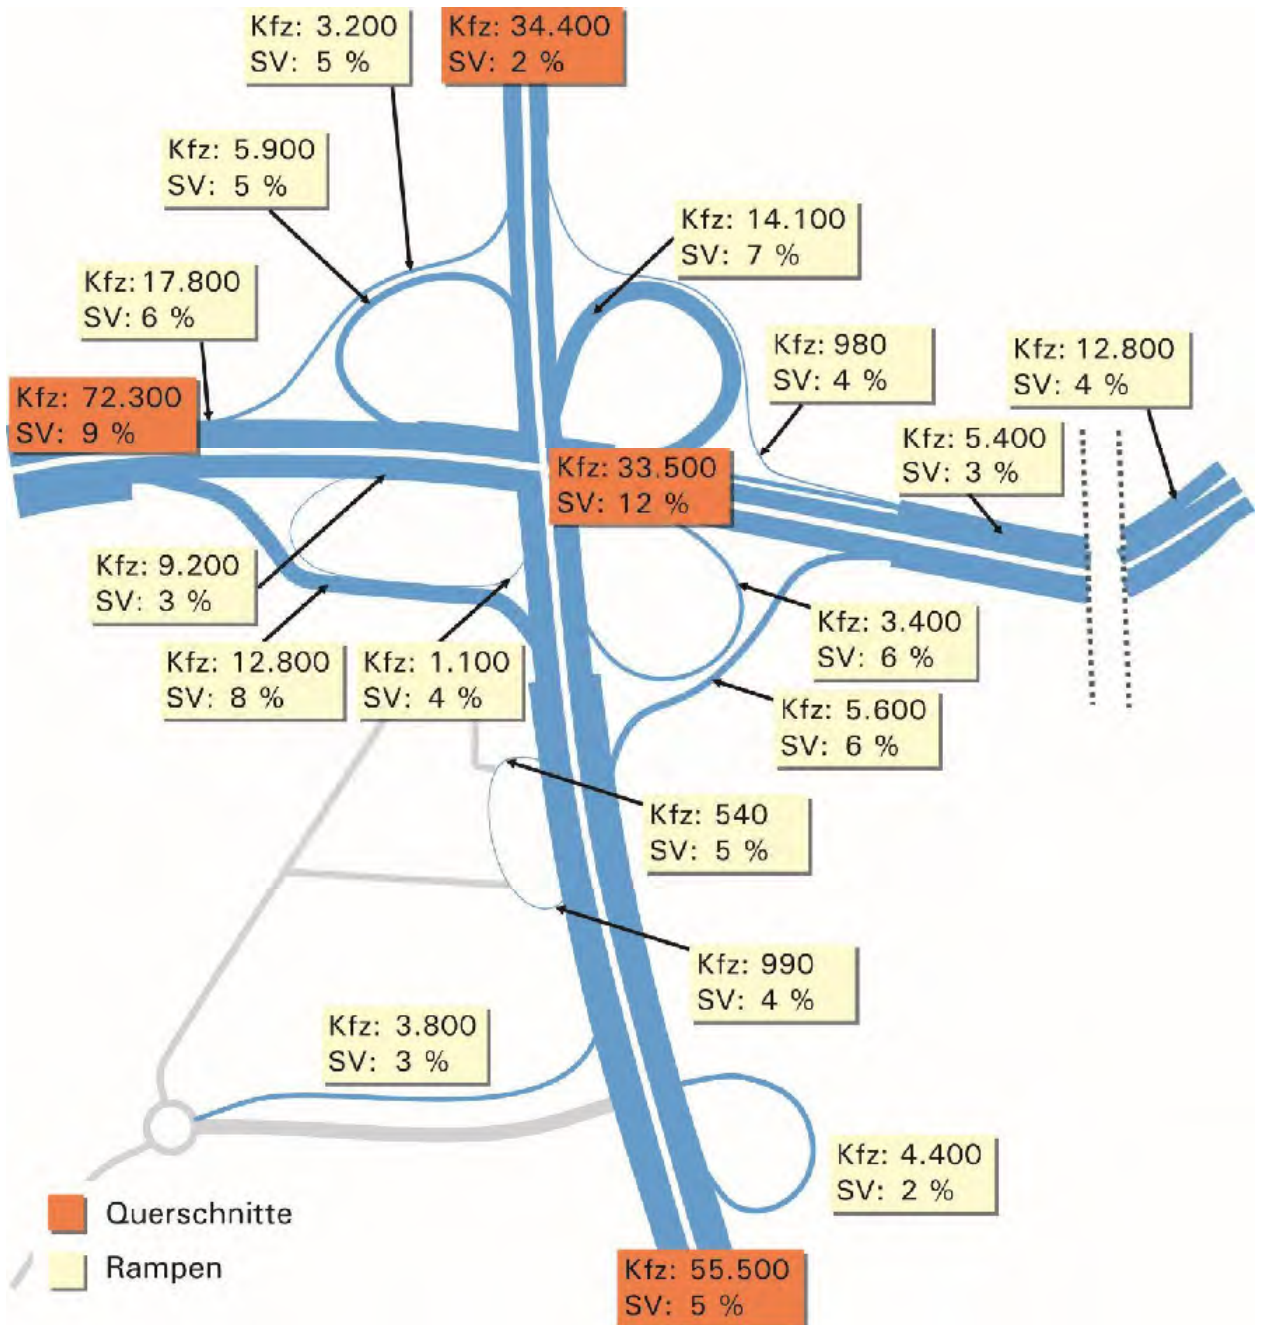 Kfz: 3.200
SV: 5 %
Kfz: 34.400
SV: 2 %
Kfz: 5.900
SV: 5 %
Kfz: 14.100
SV: 7 %
Kfz: 17.800
SV: 6 %
Kfz: 980
SV: 4 %
Kfz: 12.800
SV: 4 %
Kfz: 72.300
SV: 9 %
Kfz: 5.400
SV: 3 %
Kfz: 33.500
SV: 12 %
Kfz: 9.200
SV: 3 %
Kfz: 3.400
SV: 6 %
Kfz: 12.800
SV: 8 %
Kfz: 1.100
SV: 4 %
Kfz: 5.600
SV: 6 %
Kfz: 540
SV: 5 %
Kfz: 990
SV: 4 %
Kfz: 3.800
SV: 3 %
Kfz: 4.400
SV: 2 %
Querschnitte
Rampen
Kfz: 55.500
SV: 5 %